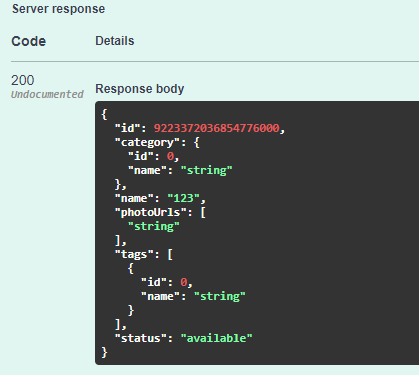 Server response
Code Details
200
Undocumented
Response body
{
  "id": 9223372036854776000,
  "category": {
    "id": 0,
    "name": "string"
  },
  "name": "123",
  "photoUrls": [
    "string"
  ],
  "tags": [
    {
      "id": 0,
      "name": "string"
    }
  ],
  "status": "available"
}